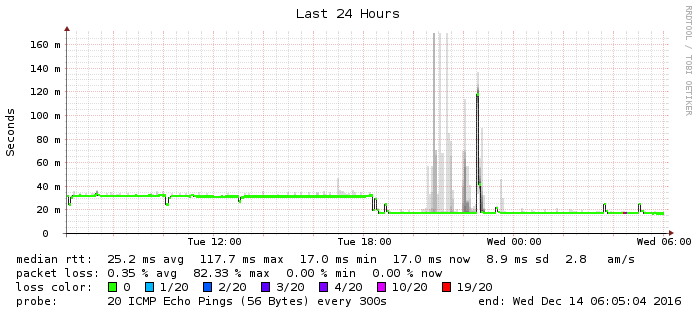 Last 24 Hours
RRDTOOL / TOBI OETIKER
Seconds
160 m
140 m
120 m
100 m
80 m
60 m
40 m
20 m
0
Tue 12:00 Tue 18:00 Wed 00:00 Wed 06:00
median rtt: 25.2 ms avg 117.7 ms max 17.0 ms min 17.0 ms now 8.9 ms sd 2.8 am/s
packet loss: 0.35 % avg 82.33 % max 0.00 % min 0.00 % now
loss color: 0 1/20 2/20 3/20 4/20 10/20 19/20
probe: 20 ICMP Echo Pings (56 Bytes) every 300s end: Wed Dec 14 06:05:04 2016